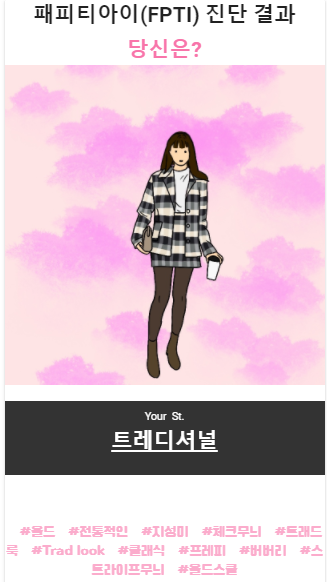 패피티아이(FPTI) 진단 결과
당신은?
Your St.
트레디셔널
#올드 #전통적인 #지성미 #체크무늬 #트래드
룩 #Trad look #클래식 #프레피 #버버리 #스
트라이프무늬 #올드스쿨